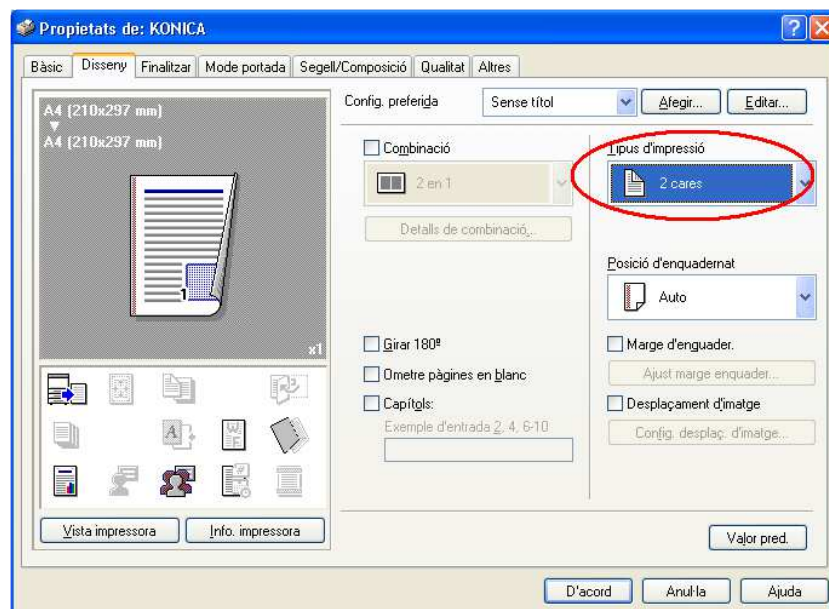 Propietats de: KONICA
Bàsic Disseny Finalitzar Mode portada Segell/Composició Qualitat Altres
A4 (210x297 mm)
A4 (210x297 mm)
1
x1
Vista impressora Info. impressora
Config. preferida Sense títol Afegir... Editar...
Combinació
2 en 1
Detalls de combinació...
Girar 180º
Ometre pàgines en blanc
Capítols:
Exemple d'entrada 2, 4, 6-10
Tipus d'impressió
2 cares
Posició d'enquadernat
Auto
Marge d'enguader.
Ajust marge enquader...
Desplaçament d'imatge
Config. desplaç. d'imatge...
Valor pred.
D'acord Anul·la Ajuda